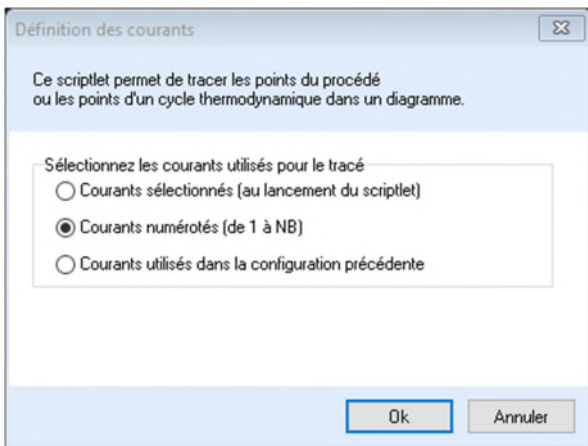 Définition des courants
Ce scriptlet permet de tracer les points du procédé
ou les points d'un cycle thermodynamique dans un diagramme.
Sélectionnez les courants utilisés pour le tracé
Courants sélectionnés (au lancement du scriptlet)
Courants numérotés (de 1 à NB)
Courants utilisés dans la configuration précédente
Ok Annuler